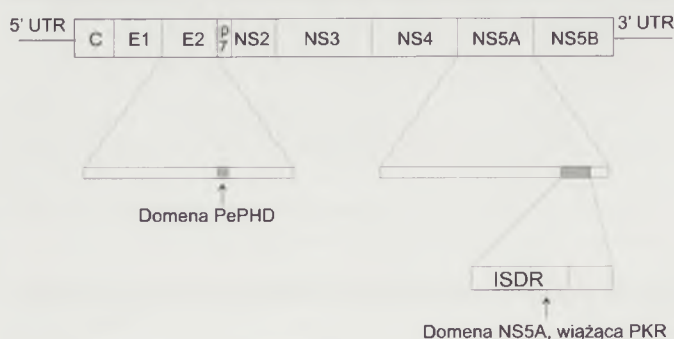 5' UTR C E1 E2 p7 NS2 NS3 NS4 NS5A NS5B 3' UTR
Domena PePHD
ISDR
Domena NS5A, wiążąca PKR